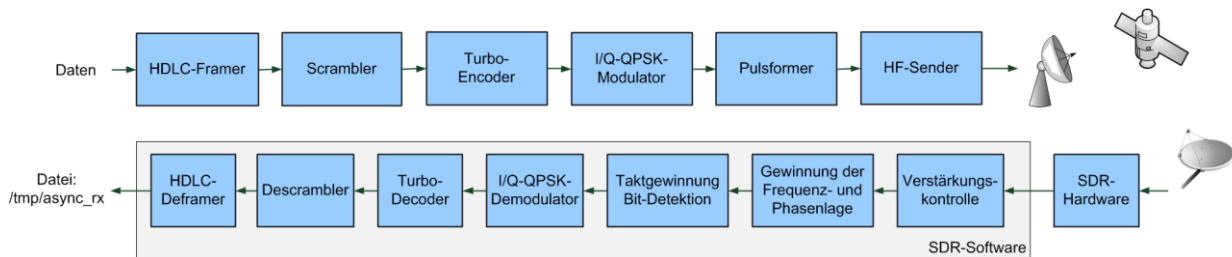 Daten
HDLC-Framer
Scrambler
Turbo-
Encoder
I/Q-QPSK-
Modulator
Pulsformer
HF-Sender
Datei:
/tmp/async_rx
HDLC-
Deframer
Descrambler
Turbo-
Decoder
I/Q-QPSK-
Demodulator
Taktgewinnung
Bit-Detektion
Gewinnung der
Frequenz- und
Phasenlage
Verstärkungs-
kontrolle
SDR-
Hardware
SDR-Software